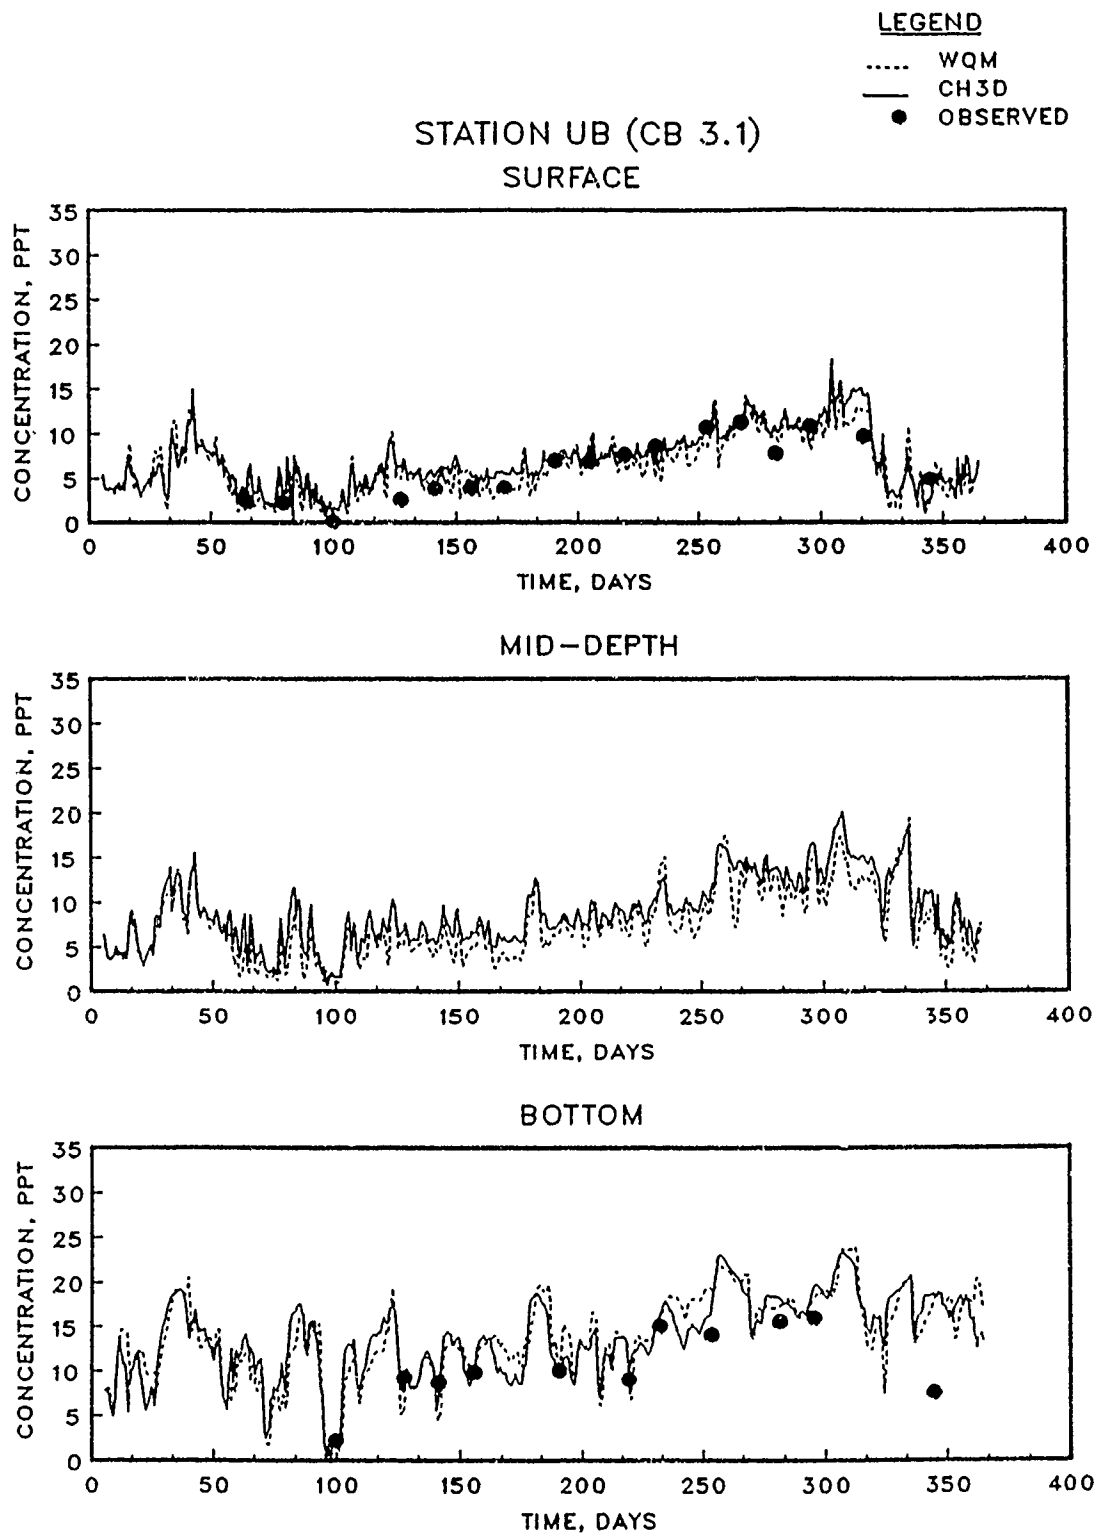 LEGEND
WQM
CH3D
OBSERVED
STATION UB (CB 3.1)
SURFACE
CONCENTRATION, PPT
35
30
25
20
15
10
5
0
0 50 100 150 200 250 300 350 400
TIME, DAYS
MID-DEPTH
CONCENTRATION, PPT
35
30
25
20
15
10
5
0
0 50 100 150 200 250 300 350 400
TIME, DAYS
BOTTOM
CONCENTRATION, PPT
35
30
25
20
15
10
5
0
0 50 100 150 200 250 300 350 400
TIME, DAYS